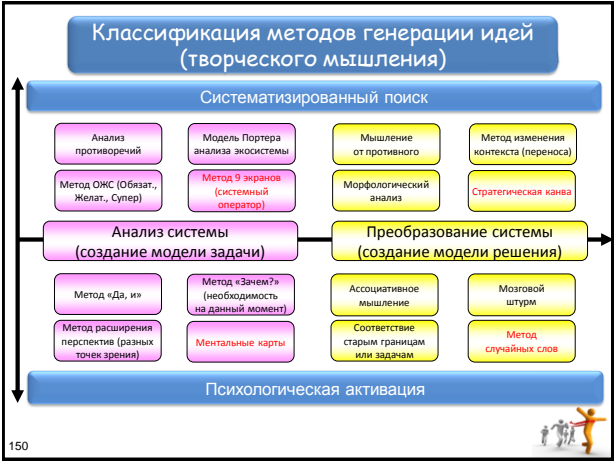 Классификация методов генерации идей
(творческого мышления)
Систематизированный поиск
Анализ
противоречий
Модель Портера
анализа экосистемы
Мышление
от противного
Метод изменения
контекста (переноса)
Метод ОЖС (Обязат.,
Желат., Супер)
Метод 9 экранов
(системный
оператор)
Морфологический
анализ
Стратегическая канва
Анализ системы
(создание модели задачи)
Преобразование системы
(создание модели решения)
Метод «Да, и»
Метод «Зачем?»
(необходимость
на данный момент)
Ассоциативное
мышление
Мозговой
штурм
Метод расширения
перспектив (разных
точек зрения)
Ментальные карты
Соответствие
старым границам
или задачам
Метод
случайных слов
Психологическая активация
150